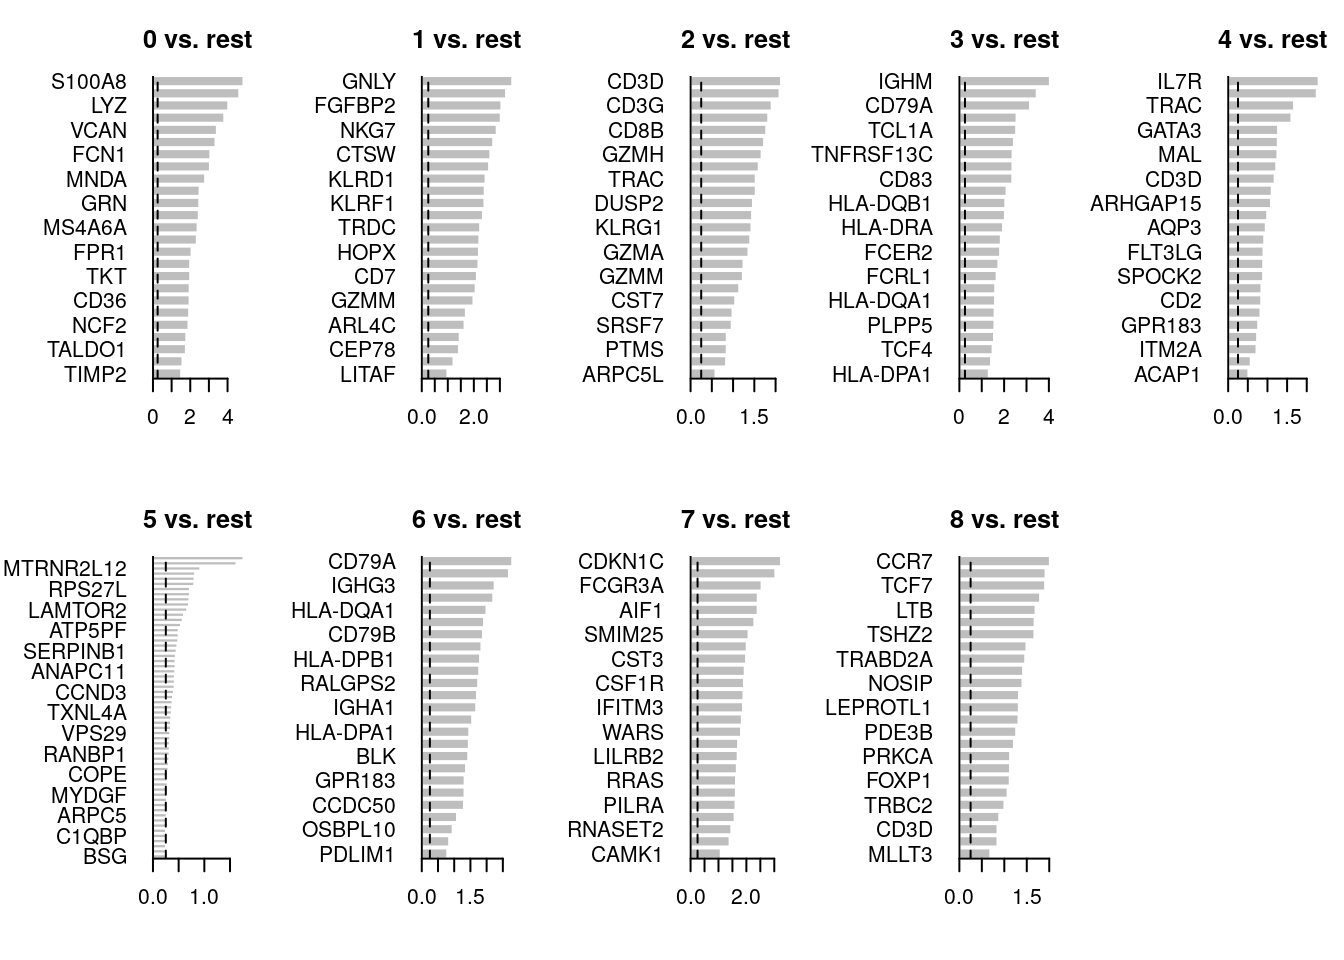 0 vs. rest
S100A8
LYZ
VCAN
FCN1
MNDA
GRN
MS4A6A
FPR1
TKT
CD36
NCF2
TALDO1
TIMP2
0 2 4
1 vs. rest
GNLY
FGFBP2
NKG7
CTSW
KLRD1
KLRF1
TRDC
HOPX
CD7
GZMM
ARL4C
CEP78
LITAF
0.0 2.0
2 vs. rest
CD3D
CD3G
CD8B
GZMH
TRAC
DUSP2
KLRG1
GZMA
GZMM
CST7
SRSF7
PTMS
ARPC5L
0.0 1.5
3 vs. rest
IGHM
CD79A
TCL1A
TNFRSF13C
CD83
HLA-DQB1
HLA-DRA
FCER2
FCRL1
HLA-DQA1
PLPP5
TCF4
HLA-DPA1
0 2 4
4 vs. rest
IL7R
TRAC
GATA3
MAL
CD3D
ARHGAP15
AQP3
FLT3LG
SPOCK2
CD2
GPR183
ITM2A
ACAP1
0.0 1.5
5 vs. rest
MTRNR2L12
RPS27L
LAMTOR2
ATP5PF
SERPINB1
ANAPC11
CCND3
TXNL4A
VPS29
RANBP1
COPE
MYDGF
ARPC5
C1QBP
BSG
0.0 1.0
6 vs. rest
CD79A
IGHG3
HLA-DQA1
CD79B
HLA-DPB1
RALGPS2
IGHA1
HLA-DPA1
BLK
GPR183
CCDC50
OSBPL10
PDLIM1
0.0 1.5
7 vs. rest
CDKN1C
FCGR3A
AIF1
SMIM25
CST3
CSF1R
IFITM3
WARS
LILRB2
RRAS
PILRA
RNASET2
CAMK1
0.0 2.0
8 vs. rest
CCR7
TCF7
LTB
TSHZ2
TRABD2A
NOSIP
LEPROTL1
PDE3B
PRKCA
FOXP1
TRBC2
CD3D
MLLT3
0.0 1.5